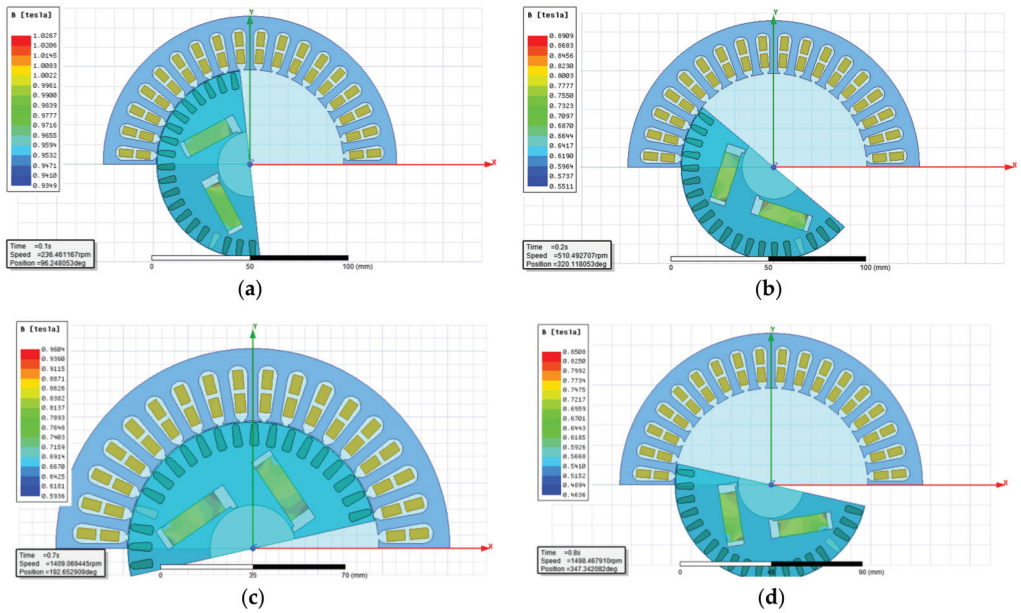 B [tesla]
1.0267
1.0206
1.0145
1.0083
1.0022
0.9961
0.9900
0.9839
0.9777
0.9716
0.9655
0.9594
0.9532
0.9471
0.9410
0.9349
Y
X
Z
Time =0.1s
Speed =236.461167rpm
Position =96.248053deg
0 50 100 (mm)
(a)
B [tesla]
0.8909
0.8683
0.8456
0.8230
0.8003
0.7777
0.7550
0.7323
0.7097
0.6870
0.6644
0.6417
0.6190
0.5964
0.5737
0.5511
Y
X
Z
Time =0.2s
Speed =510.492707rpm
Position =320.118053deg
0 50 100 (mm)
(b)
B [tesla]
0.9604
0.9360
0.9115
0.8871
0.8626
0.8382
0.8137
0.7893
0.7648
0.7403
0.7159
0.6914
0.6670
0.6425
0.6181
0.5936
Y
X
Z
Time =0.7s
Speed =1409.069445rpm
Position =192.652909deg
0 35 70 (mm)
(c)
B [tesla]
0.8508
0.8250
0.7992
0.7734
0.7475
0.7217
0.6959
0.6701
0.6443
0.6185
0.5926
0.5668
0.5410
0.5152
0.4894
0.4636
Y
X
Z
Time =0.8s
Speed =1498.467910rpm
Position =347.342082deg
0 45 90 (mm)
(d)